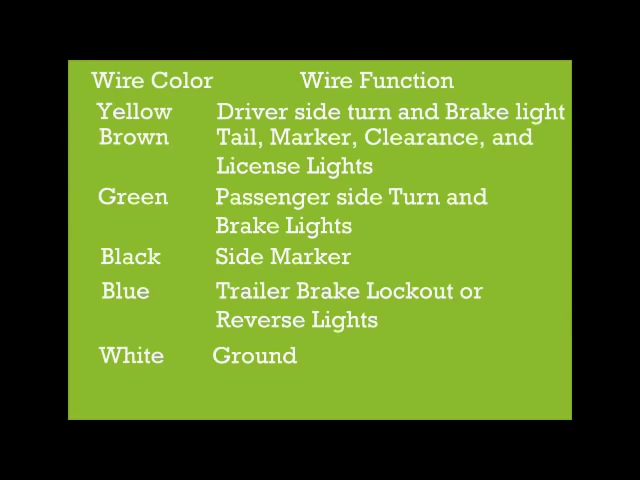 Wire Color Wire Function
Yellow Driver side turn and Brake light
Brown Tail, Marker, Clearance, and
License Lights
Green Passenger side Turn and
Brake Lights
Black Side Marker
Blue Trailer Brake Lockout or
Reverse Lights
White Ground